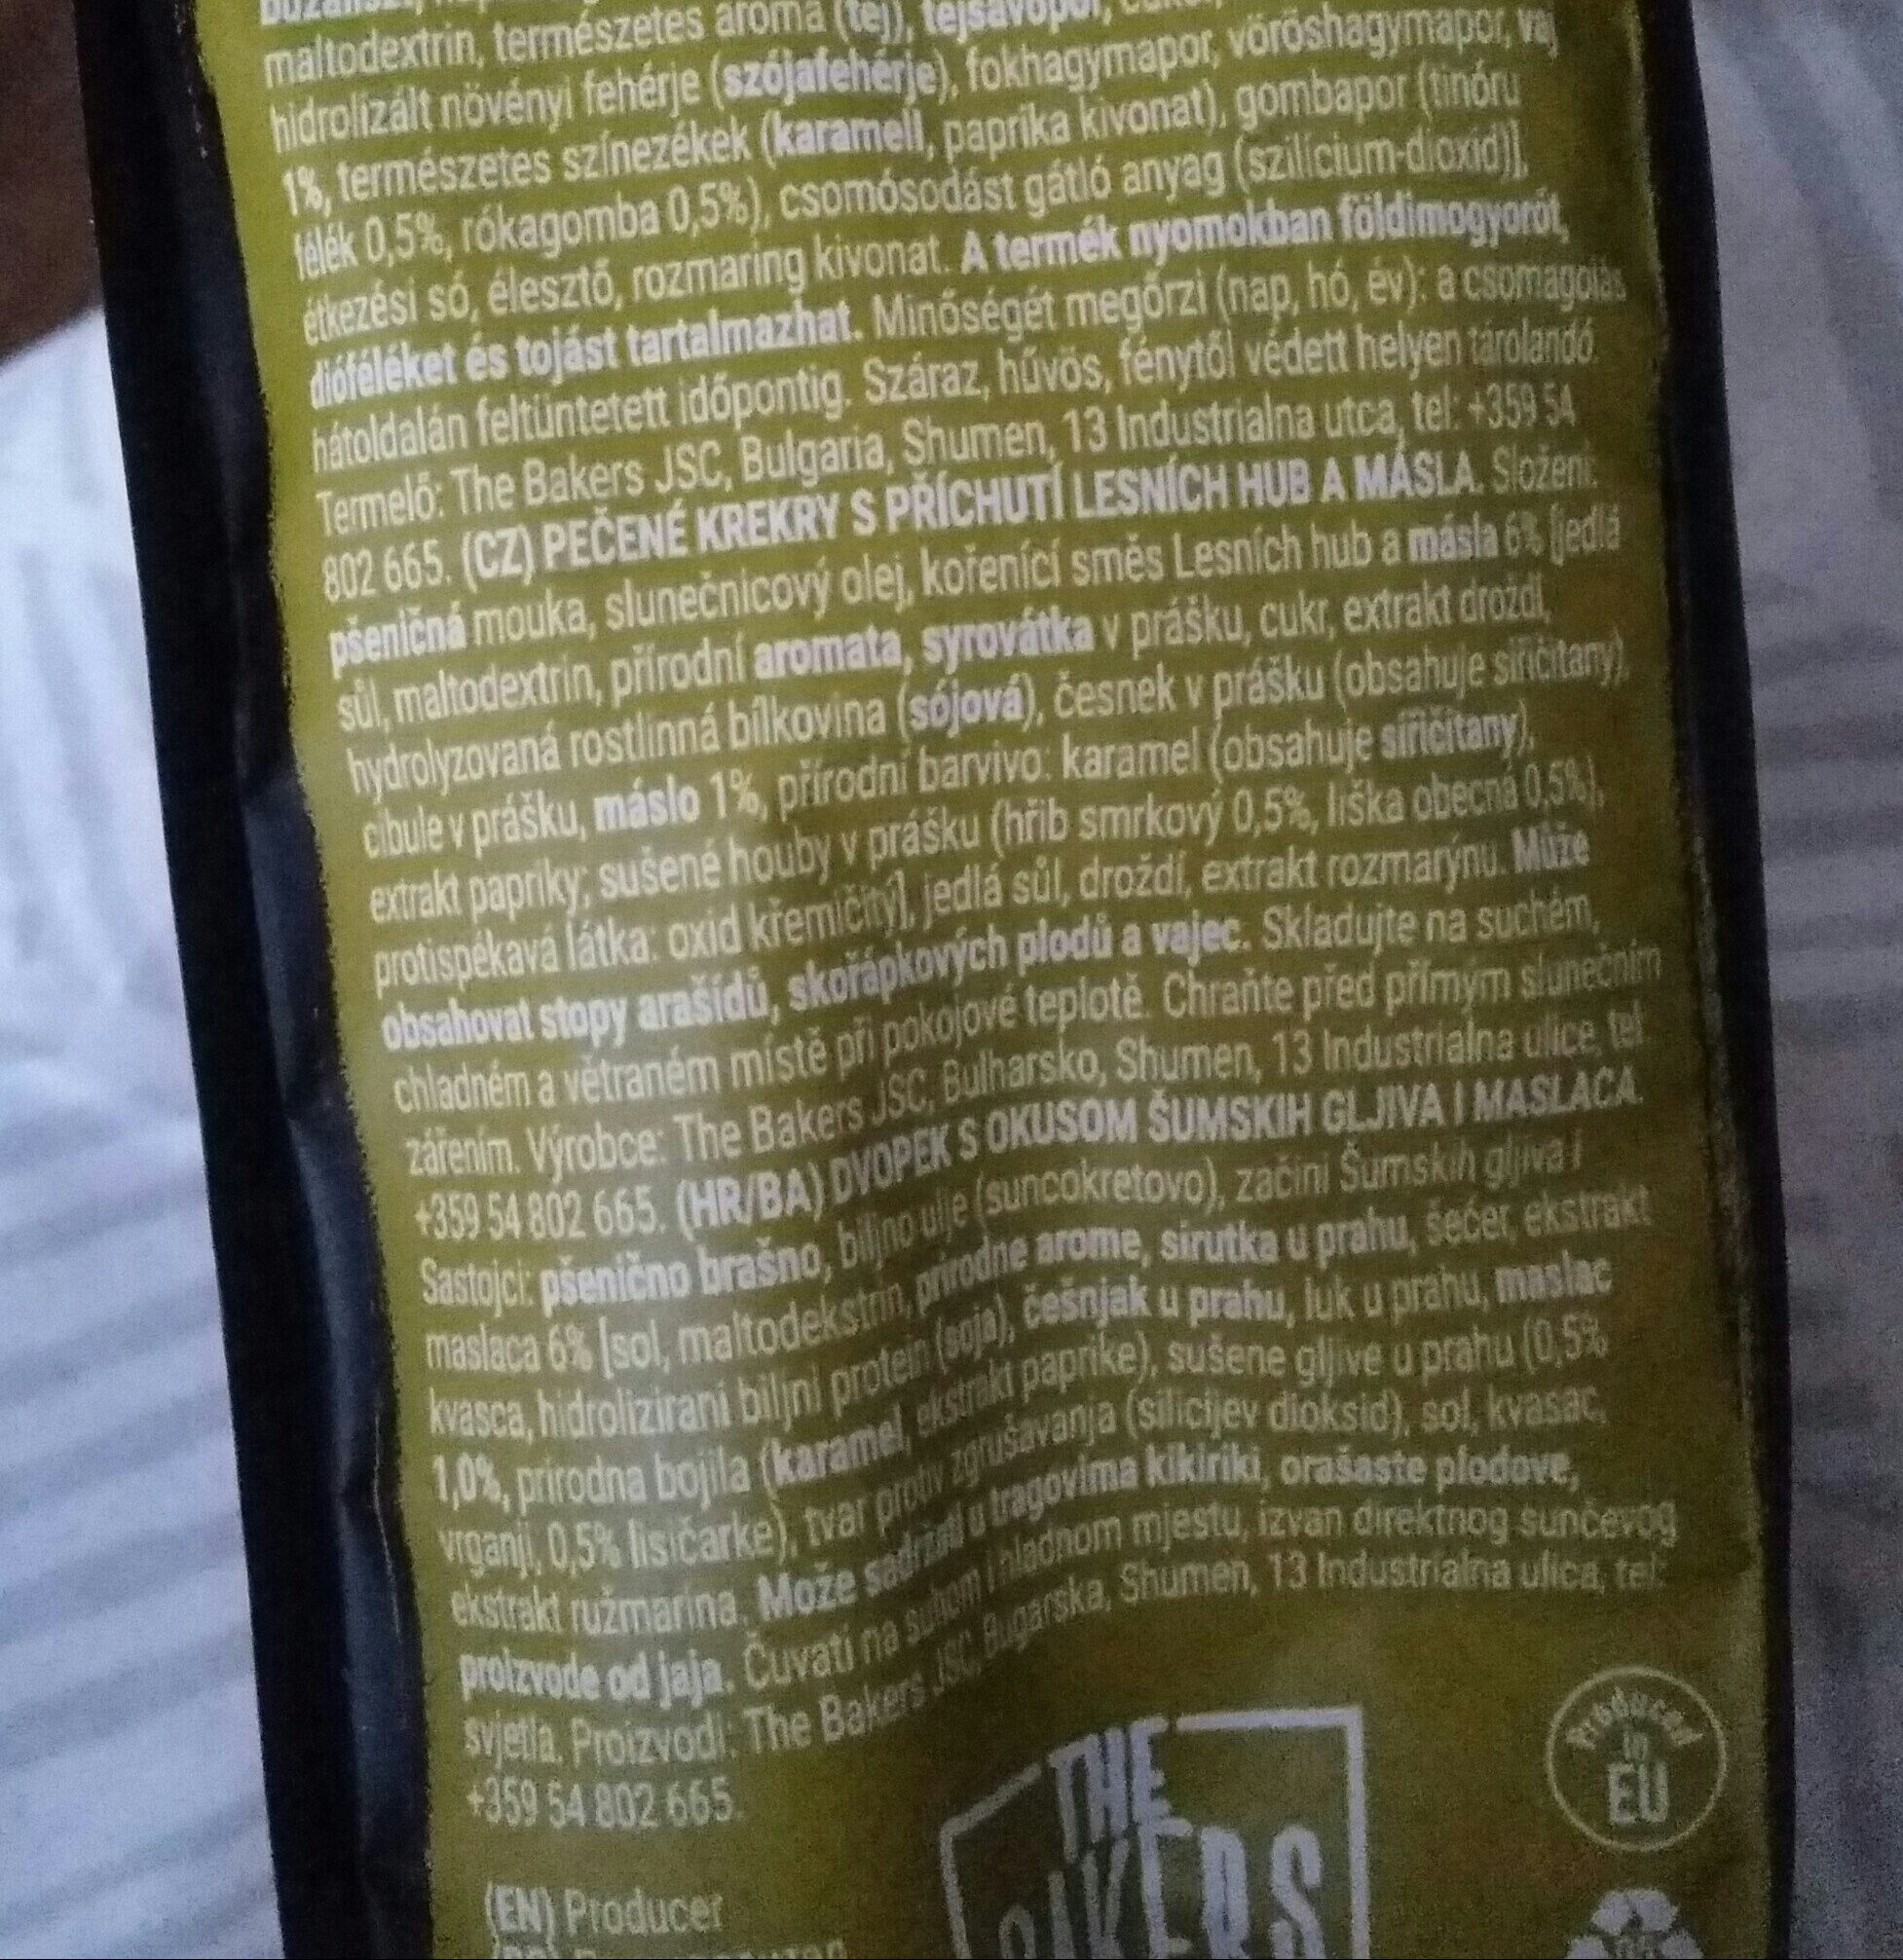 maltodextrin, természetes aroma (tej), tejsavópor,
hidrolizált növényi fehérje (szójafehérje), fokhagymapor, vöröshagymapor, vaj
1%, természetes színezékek (karamell, paprika kivonat), gombapor (tinóru
félék 0,5%, rókagomba 0,5%), csomósodást gátló anyag (szilícium-dioxid)],
étkezési só, élesztő, rozmaring kivonat. A termék nyomokban földimogyorót,
dióféléket és tojást tartalmazhat. Minőségét megőrzi (nap, hó, év): a csomagolás
hátoldalán feltüntetett időpontig. Száraz, hűvös, fénytől védett helyen tárolandó.
Termelő: The Bakers JSC, Bulgaria, Shumen, 13 Industrialna utca, tel: +359 54
802 665. (CZ) PEČENÉ KREKRY S PŘÍCHUTÍ LESNÍCH HUB A MÁSLA. Složení:
pšeničná mouka, slunečnicový olej, kořenící směs Lesních hub a másla 6% [jedlá
sůl, maltodextrin, přírodní aromata, syrovátka v prášku, cukr, extrakt droždí,
hydrolyzovaná rostlinná bílkovina (sójová), česnek v prášku (obsahuje siřičitany),
cibule v prášku, máslo 1%, přírodní barvivo: karamel (obsahuje siřičitany),
extrakt papriky; sušené houby v prášku (hřib smrkový 0,5%, liška obecná 0,5%),
protispékavá látka: oxid křemičitý], jedlá sůl, droždí, extrakt rozmarýnu. Může
obsahovat stopy arašídů, skořápkových plodů a vajec. Skladujte na suchém,
chladném a větraném místě při pokojové teplotě. Chraňte před přímým slunečním
zářením. Výrobce: The Bakers JSC, Bulharsko, Shumen, 13 Industrialna ulice, tel:
+359 54 802 665. (HR/BA) DVOPEK S OKUSOM ŠUMSKIH GLJIVA I MASLACA.
Sastojci: pšenično brašno, biljno ulje (suncokretovo), začini Šumskih gljiva i
maslaca 6% [sol, maltodekstrin, prirodne arome, sirutka u prahu, šećer, ekstrakt
kvasca, hidrolizirani biljni protein (soja), češnjak u prahu, luk u prahu, maslac
1,0%, prirodna bojila (karamel, ekstrakt paprike), sušene gljive u prahu (0,5%
vrganji, 0,5% lisičarke), tvar protiv zgrušavanja (silicijev dioksid), sol, kvasac,
ekstrakt ružmarina. Može sadržati u tragovima kikiriki, orašaste plodove,
proizvode od jaja. Čuvati na suhom i hladnom mjestu, izvan direktnog sunčevog
svjetla. Proizvodi: The Bakers JSC, Bugarska, Shumen, 13 Industrialna ulica, tel:
+359 54 802 665.
THE
BAKERS
Produced
in
EU
(EN) Producer